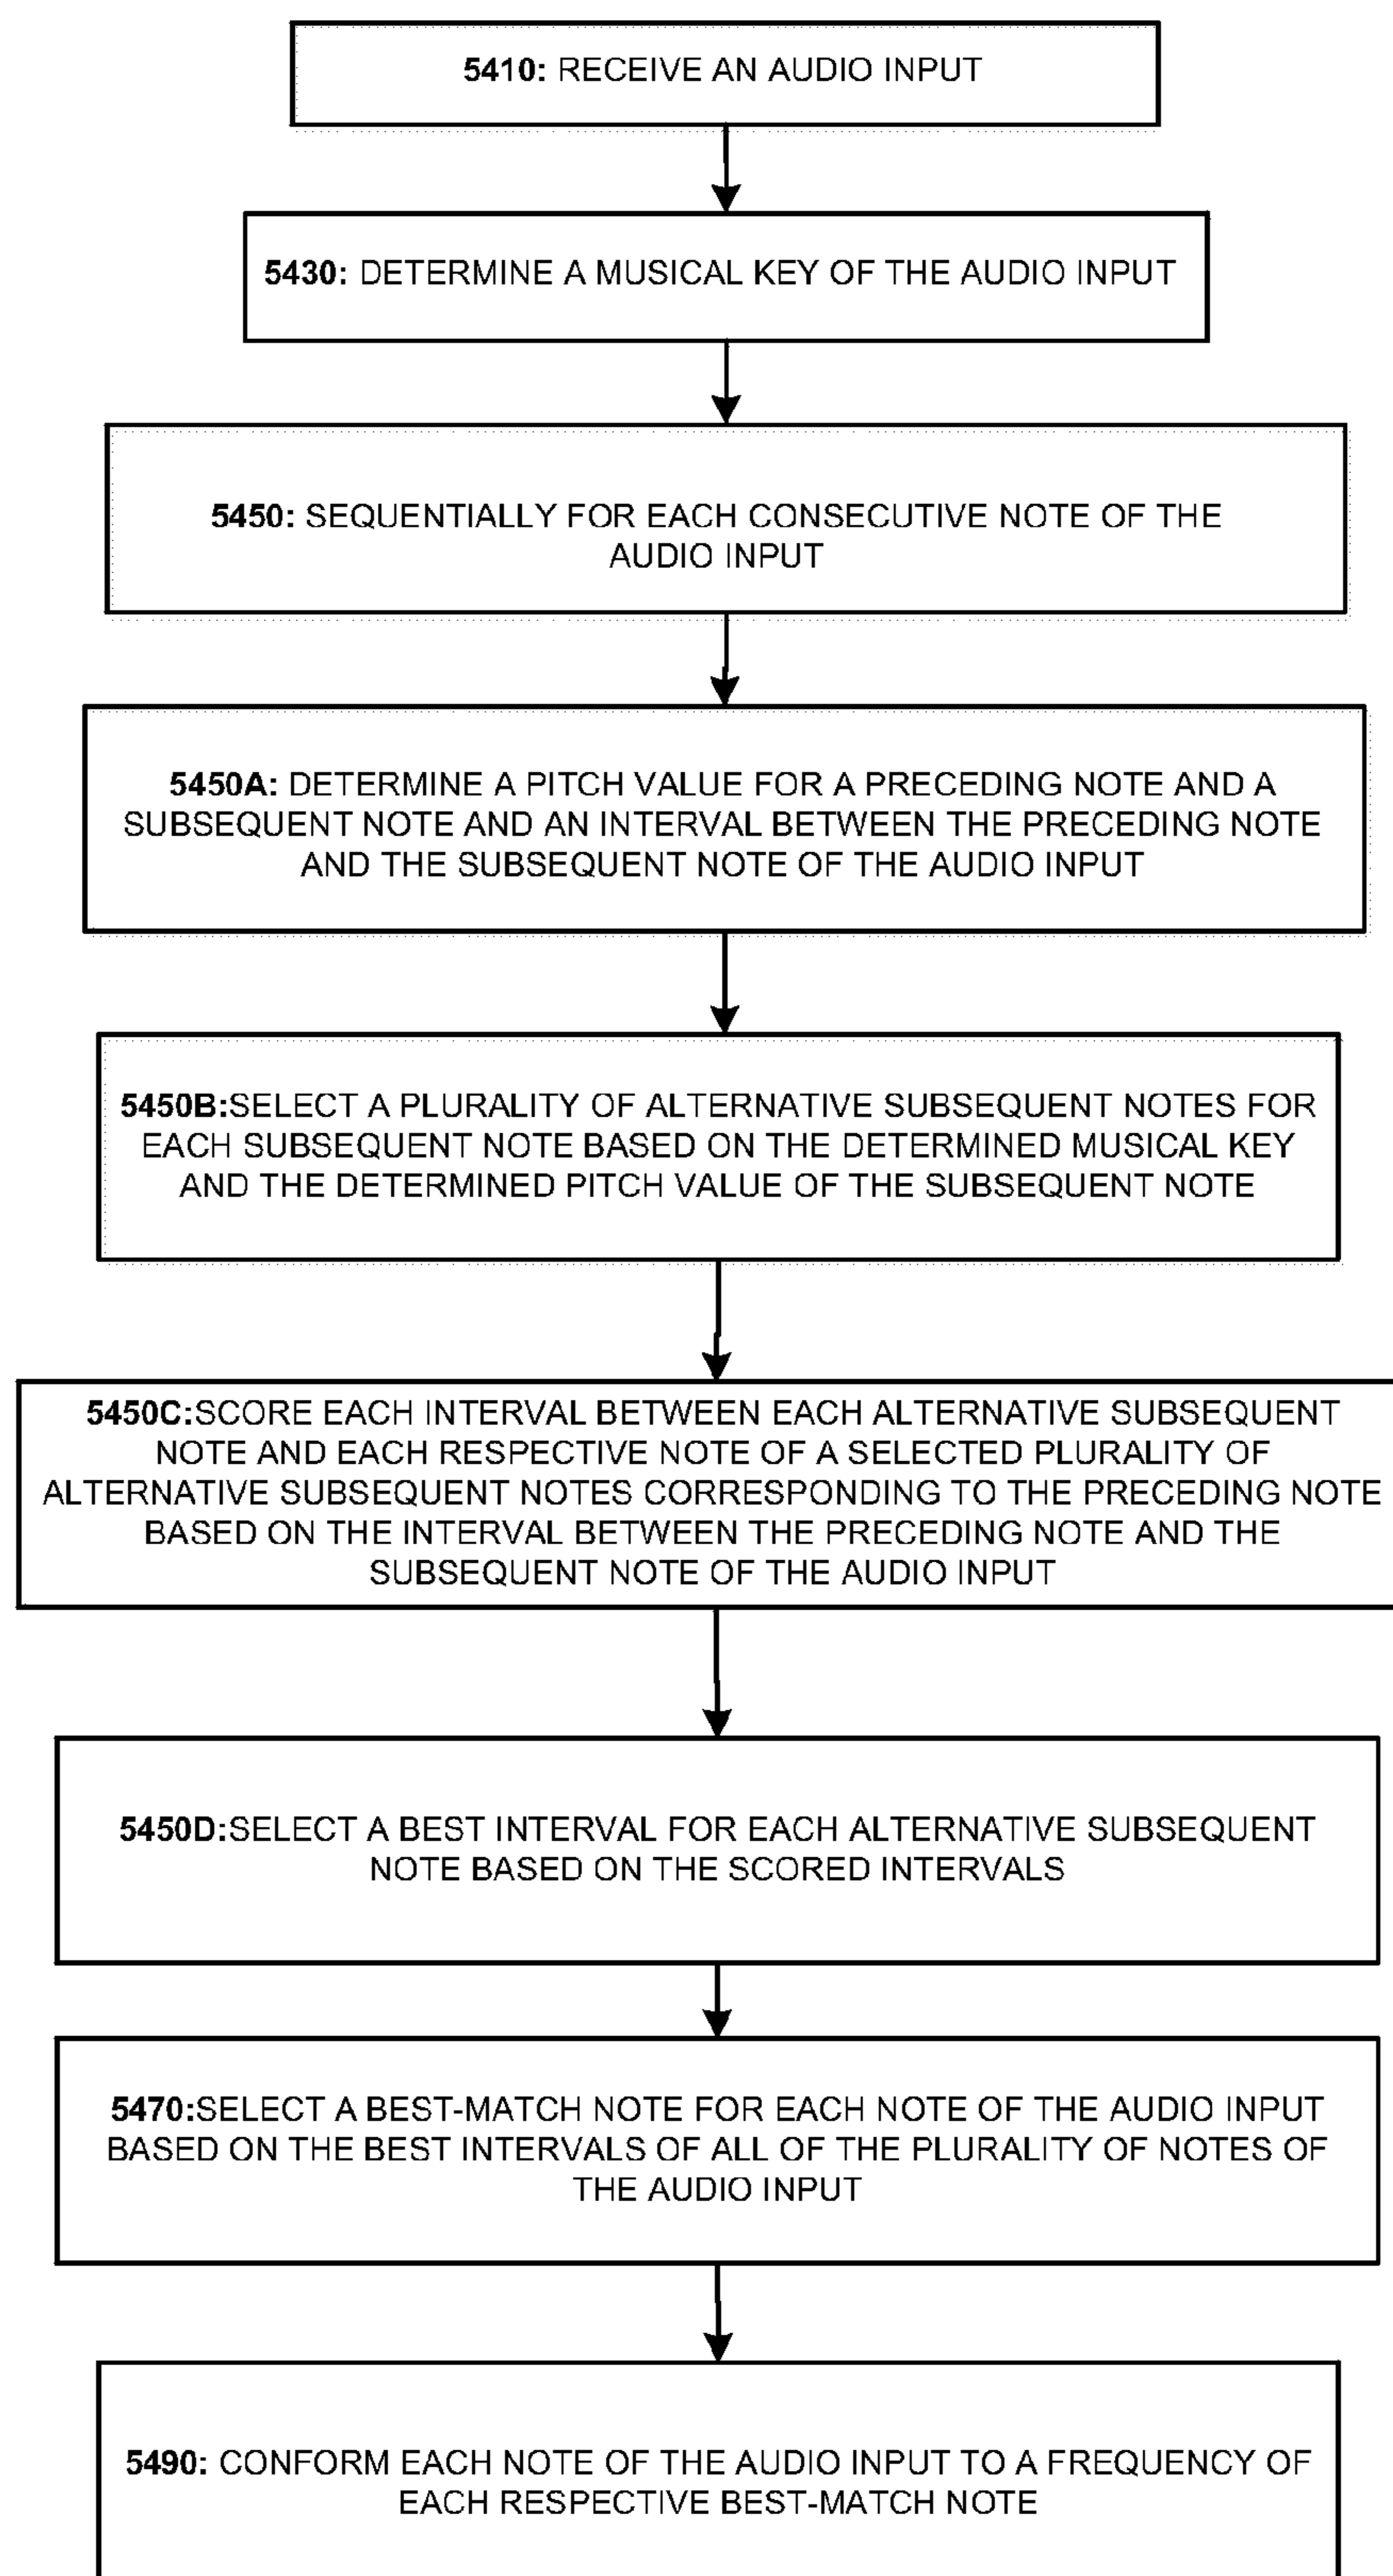 5410: RECEIVE AN AUDIO INPUT
5430: DETERMINE A MUSICAL KEY OF THE AUDIO INPUT
5450: SEQUENTIALLY FOR EACH CONSECUTIVE NOTE OF THE
AUDIO INPUT
5450A: DETERMINE A PITCH VALUE FOR A PRECEDING NOTE AND A
SUBSEQUENT NOTE AND AN INTERVAL BETWEEN THE PRECEDING NOTE
AND THE SUBSEQUENT NOTE OF THE AUDIO INPUT
5450B:SELECT A PLURALITY OF ALTERNATIVE SUBSEQUENT NOTES FOR
EACH SUBSEQUENT NOTE BASED ON THE DETERMINED MUSICAL KEY
AND THE DETERMINED PITCH VALUE OF THE SUBSEQUENT NOTE
5450C:SCORE EACH INTERVAL BETWEEN EACH ALTERNATIVE SUBSEQUENT
NOTE AND EACH RESPECTIVE NOTE OF A SELECTED PLURALITY OF
ALTERNATIVE SUBSEQUENT NOTES CORRESPONDING TO THE PRECEDING NOTE
BASED ON THE INTERVAL BETWEEN THE PRECEDING NOTE AND THE
SUBSEQUENT NOTE OF THE AUDIO INPUT
5450D:SELECT A BEST INTERVAL FOR EACH ALTERNATIVE SUBSEQUENT
NOTE BASED ON THE SCORED INTERVALS
5470:SELECT A BEST-MATCH NOTE FOR EACH NOTE OF THE AUDIO INPUT
BASED ON THE BEST INTERVALS OF ALL OF THE PLURALITY OF NOTES OF
THE AUDIO INPUT
5490: CONFORM EACH NOTE OF THE AUDIO INPUT TO A FREQUENCY OF
EACH RESPECTIVE BEST-MATCH NOTE